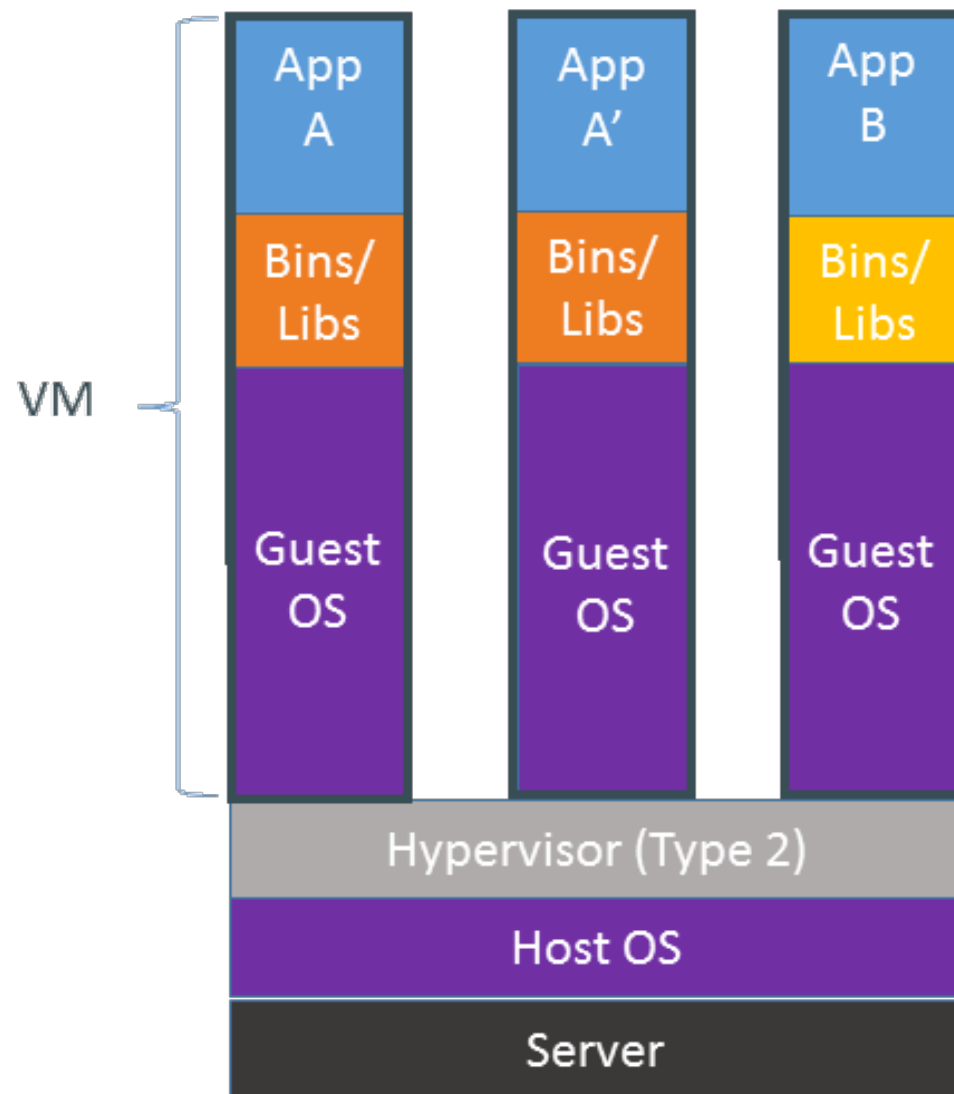 App
A
App
A’
App
B
Bins/
Libs
Bins/
Libs
Bins/
Libs
VM
Guest
OS
Guest
OS
Guest
OS
Hypervisor (Type 2)
Host OS
Server